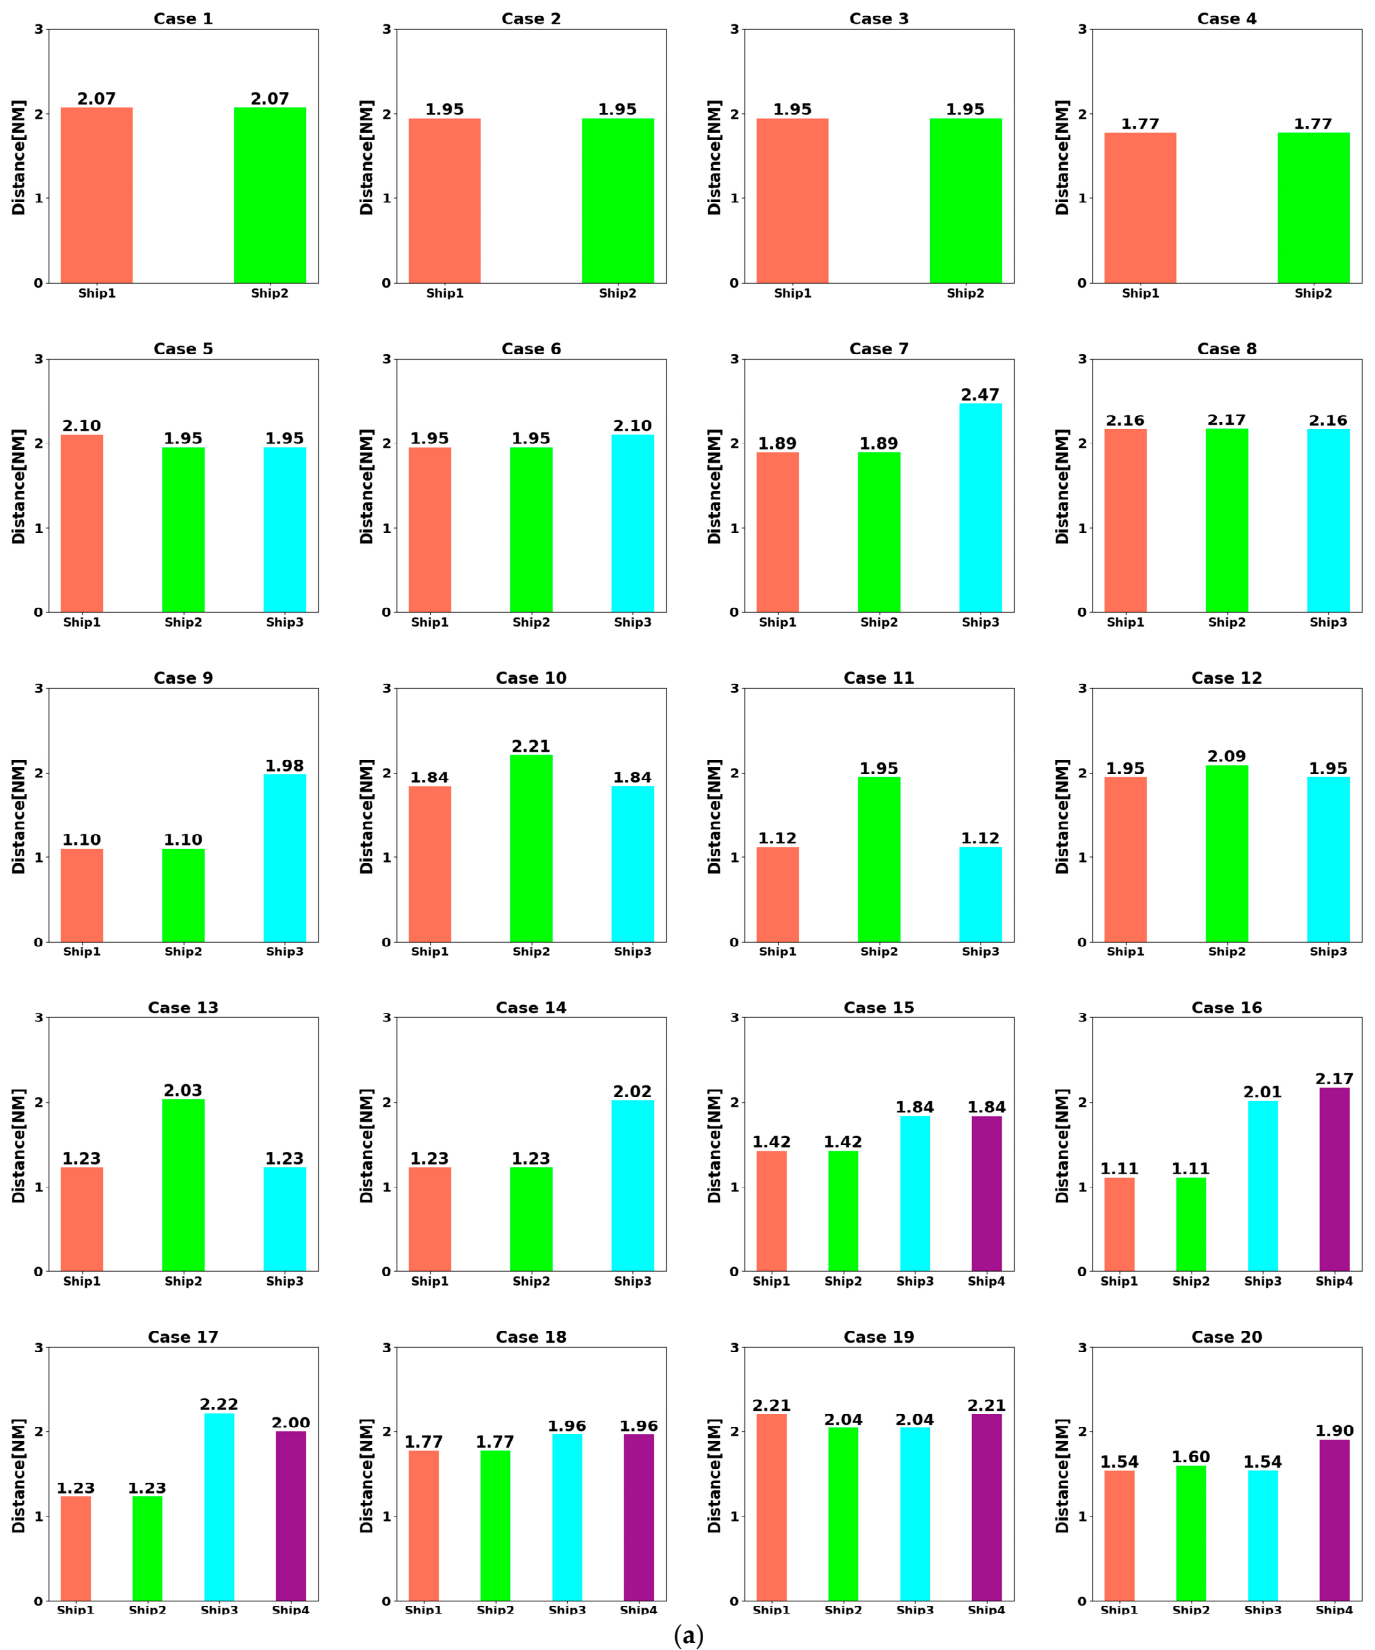 Case 1
Case 2
Case 3
Case 4
3
2
1
0
Distance[NM]
2.07
2.07
Ship1
Ship2
3
2
1
0
Distance[NM]
1.95
1.95
Ship1
Ship2
3
2
1
0
Distance[NM]
1.95
1.95
Ship1
Ship2
3
2
1
0
Distance[NM]
1.77
1.77
Ship1
Ship2
Case 5
Case 6
Case 7
Case 8
3
2
1
0
Distance[NM]
2.10
1.95
1.95
Ship1
Ship2
Ship3
3
2
1
0
Distance[NM]
1.95
1.95
2.10
Ship1
Ship2
Ship3
3
2
1
0
Distance[NM]
1.89
1.89
2.47
Ship1
Ship2
Ship3
3
2
1
0
Distance[NM]
2.16
2.17
2.16
Ship1
Ship2
Ship3
Case 9
Case 10
Case 11
Case 12
3
2
1
0
Distance[NM]
1.10
1.10
1.98
Ship1
Ship2
Ship3
3
2
1
0
Distance[NM]
1.84
2.21
1.84
Ship1
Ship2
Ship3
3
2
1
0
Distance[NM]
1.12
1.95
1.12
Ship1
Ship2
Ship3
3
2
1
0
Distance[NM]
1.95
2.09
1.95
Ship1
Ship2
Ship3
Case 13
Case 14
Case 15
Case 16
3
2
1
0
Distance[NM]
1.23
2.03
1.23
Ship1
Ship2
Ship3
3
2
1
0
Distance[NM]
1.23
1.23
2.02
Ship1
Ship2
Ship3
3
2
1
0
Distance[NM]
1.42
1.42
1.84
1.84
Ship1
Ship2
Ship3
Ship4
3
2
1
0
Distance[NM]
1.11
1.11
2.01
2.17
Ship1
Ship2
Ship3
Ship4
Case 17
Case 18
Case 19
Case 20
3
2
1
0
Distance[NM]
1.23
1.23
2.22
2.00
Ship1
Ship2
Ship3
Ship4
3
2
1
0
Distance[NM]
1.77
1.77
1.96
1.96
Ship1
Ship2
Ship3
Ship4
3
2
1
0
Distance[NM]
2.21
2.04
2.04
2.21
Ship1
Ship2
Ship3
Ship4
3
2
1
0
Distance[NM]
1.54
1.60
1.54
1.90
Ship1
Ship2
Ship3
Ship4
(a)